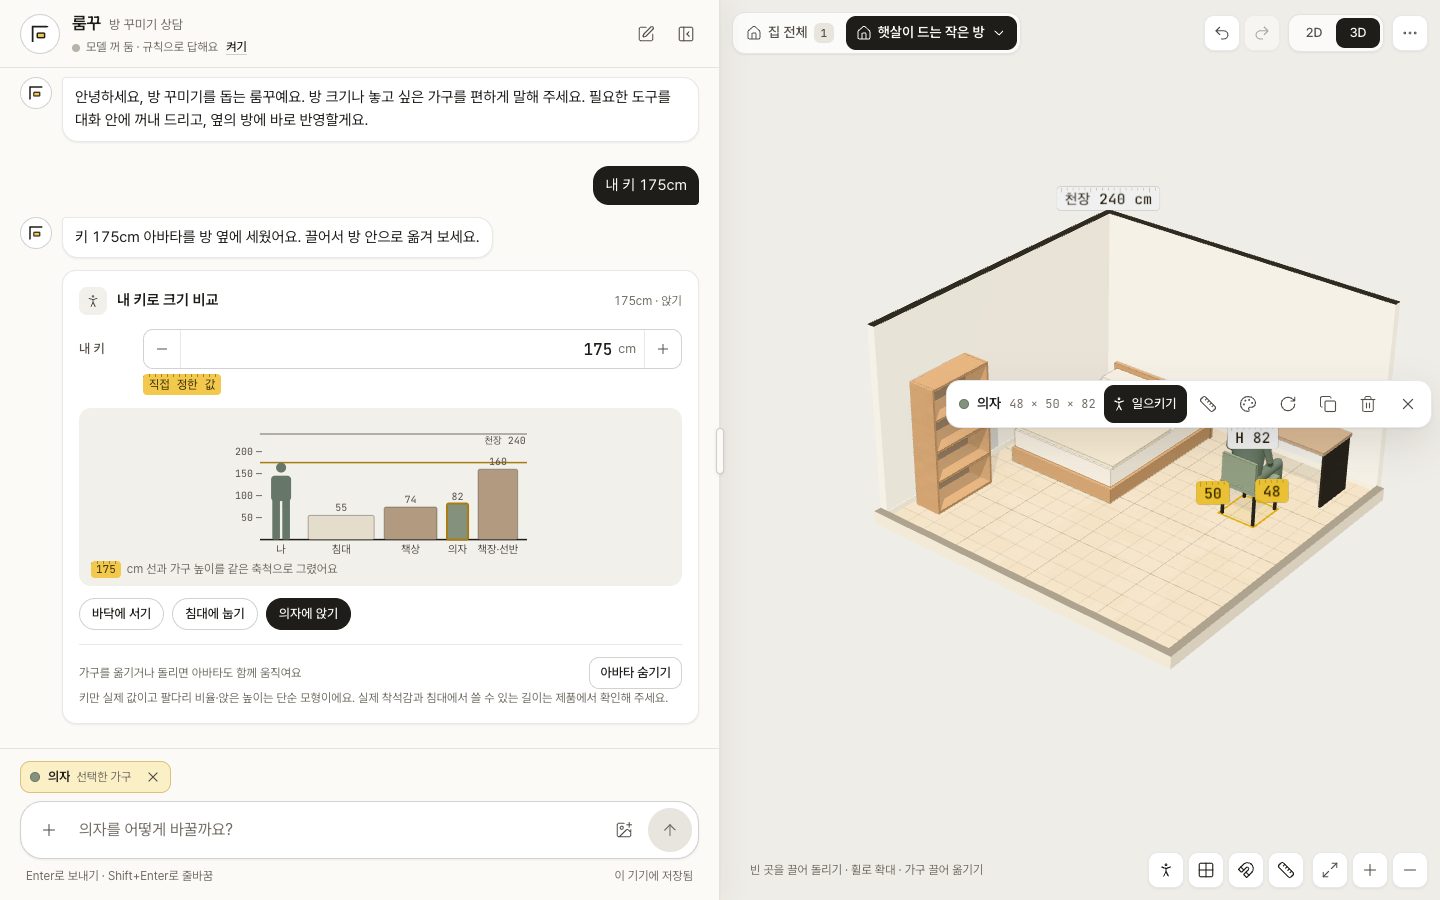 룸꾸 방 꾸미기 상담
모델 꺼 둠 · 규칙으로 답해요 켜기
안녕하세요, 방 꾸미기를 돕는 룸꾸예요. 방 크기나 놓고 싶은 가구를 편하게 말해 주세요. 필요한 도구를
대화 안에 꺼내 드리고, 옆의 방에 바로 반영할게요.
내 키 175cm
키 175cm 아바타를 방 옆에 세웠어요. 끌어서 방 안으로 옮겨 보세요.
내 키로 크기 비교
175cm · 앉기
내 키
175 cm
직접 정한 값
천장 240
200
150
100
50
160
55
74
82
나
침대
책상
의자
책장·선반
175 cm 선과 가구 높이를 같은 축척으로 그렸어요
바닥에 서기
침대에 눕기
의자에 앉기
가구를 옮기거나 돌리면 아바타도 함께 움직여요
아바타 숨기기
키만 실제 값이고 팔다리 비율·앉은 높이는 단순 모형이에요. 실제 착석감과 침대에서 쓸 수 있는 길이는 제품에서 확인해 주세요.
의자 선택한 가구
의자를 어떻게 바꿀까요?
Enter로 보내기 · Shift+Enter로 줄바꿈
이 기기에 저장됨
집 전체 1
햇살이 드는 작은 방
2D
3D
천장 240 cm
의자 48 × 50 × 82
일으키기
H 82
50
48
빈 곳을 끌어 돌리기 · 휠로 확대 · 가구 끌어 옮기기